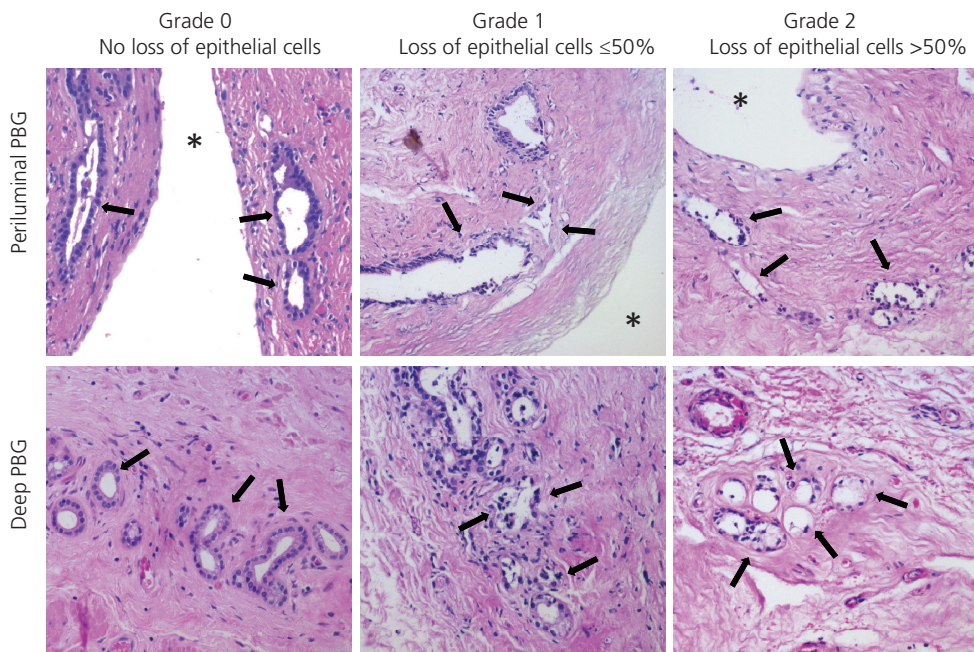 Grade 0
No loss of epithelial cells
Grade 1
Loss of epithelial cells ≤50%
Grade 2
Loss of epithelial cells >50%
Periluminal PBG
*
*
*
Deep PBG